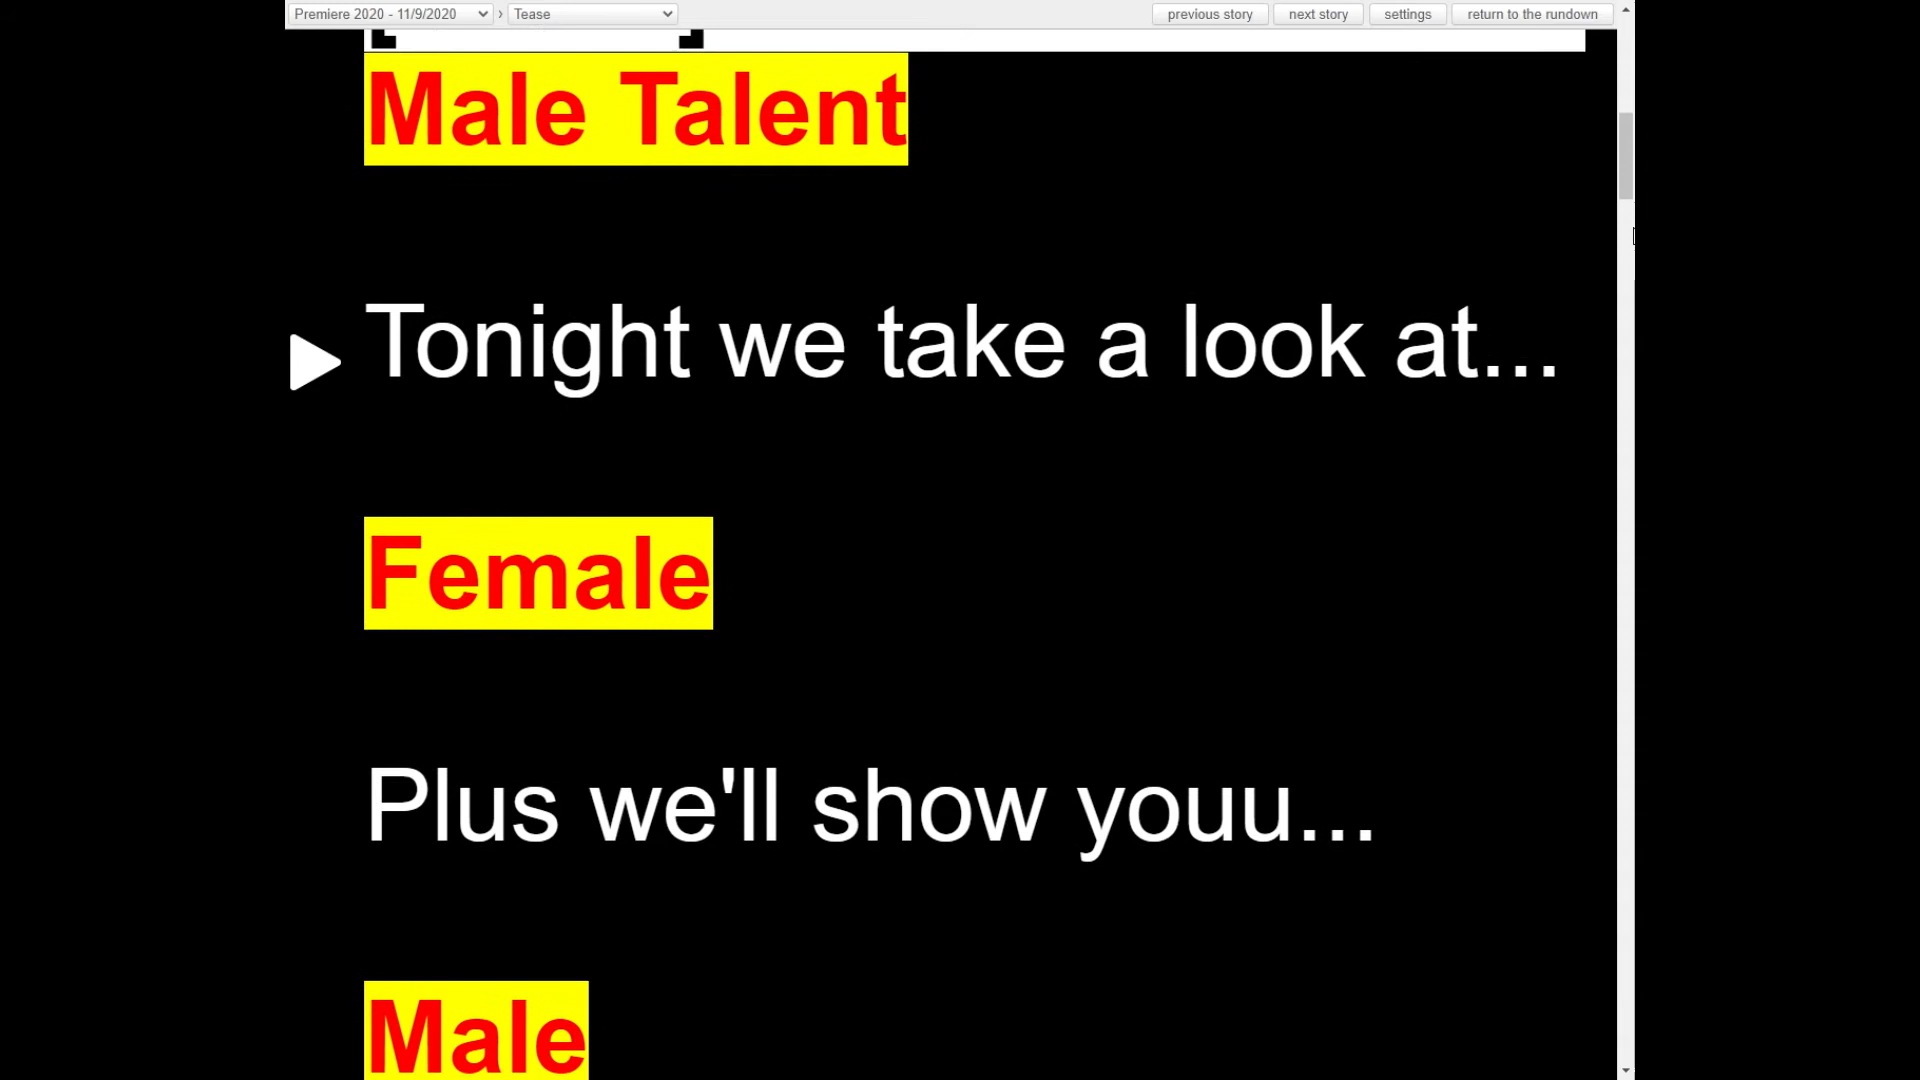 Premiere 2020 - 11/9/2020 › Tease previous story next story settings return to the rundown
Male Talent
Tonight we take a look at...
Female
Plus we'll show youu...
Male